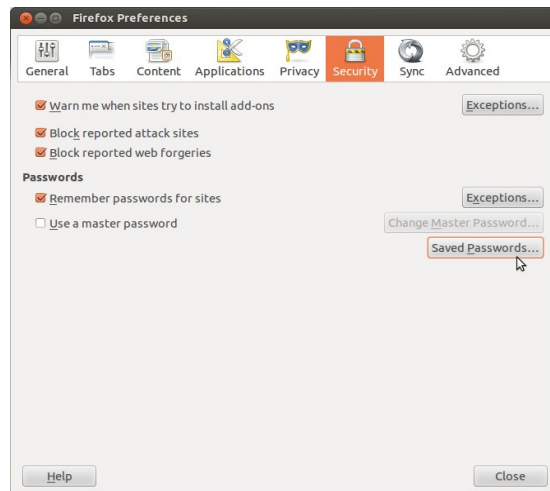 Firefox Preferences
General Tabs Content Applications Privacy Security Sync Advanced
Warn me when sites try to install add-ons Exceptions...
Block reported attack sites
Block reported web forgeries
Passwords
Remember passwords for sites Exceptions...
Use a master password Change Master Password...
Saved Passwords...
Help Close